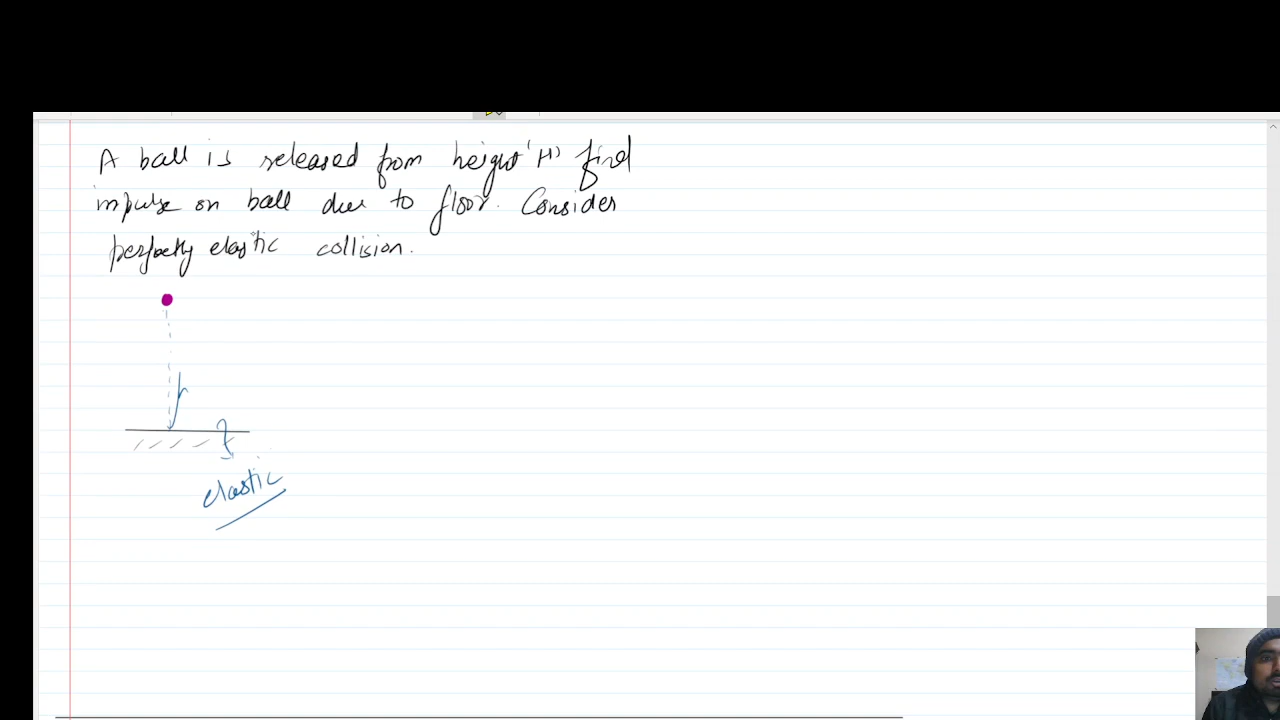 A ball is released from height 'H' find
impulse on ball due to floor. Consider
perfectly elastic collision.
elastic